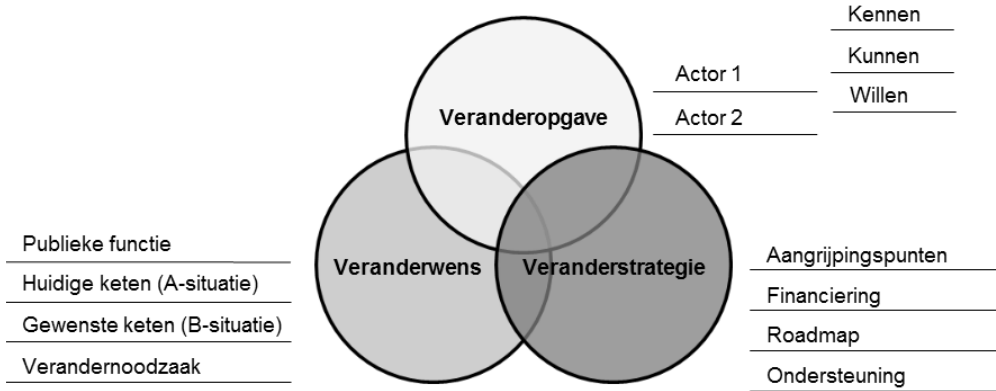 Kennen
Kunnen
Willen
Actor 1
Actor 2
Veranderopgave
Veranderwens
Veranderstrategie
Publieke functie
Huidige keten (A-situatie)
Gewenste keten (B-situatie)
Verandernoodzaak
Aangrijpingspunten
Financiering
Roadmap
Ondersteuning